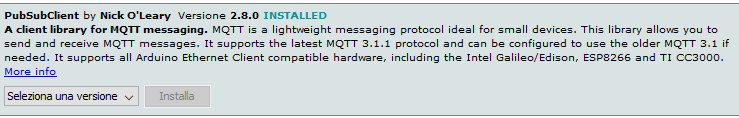 PubSubClient by Nick O'Leary Versione 2.8.0 INSTALLED
A client library for MQTT messaging. MQTT is a lightweight messaging protocol ideal for small devices. This library allows you to
send and receive MQTT messages. It supports the latest MQTT 3.1.1 protocol and can be configured to use the older MQTT 3.1 if
needed. It supports all Arduino Ethernet Client compatible hardware, including the Intel Galileo/Edison, ESP8266 and TI CC3000.
More info
Seleziona una versione Installa